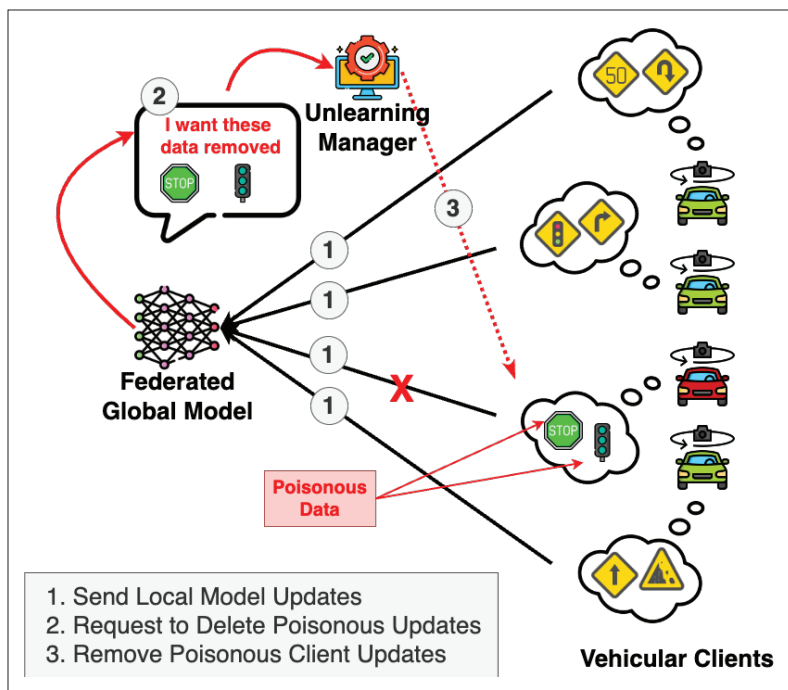 2
I want these
data removed
STOP
Unlearning
Manager
50
3
1
1
1
1
X
Federated
Global Model
STOP
Poisonous
Data
1. Send Local Model Updates
2. Request to Delete Poisonous Updates
3. Remove Poisonous Client Updates
Vehicular Clients